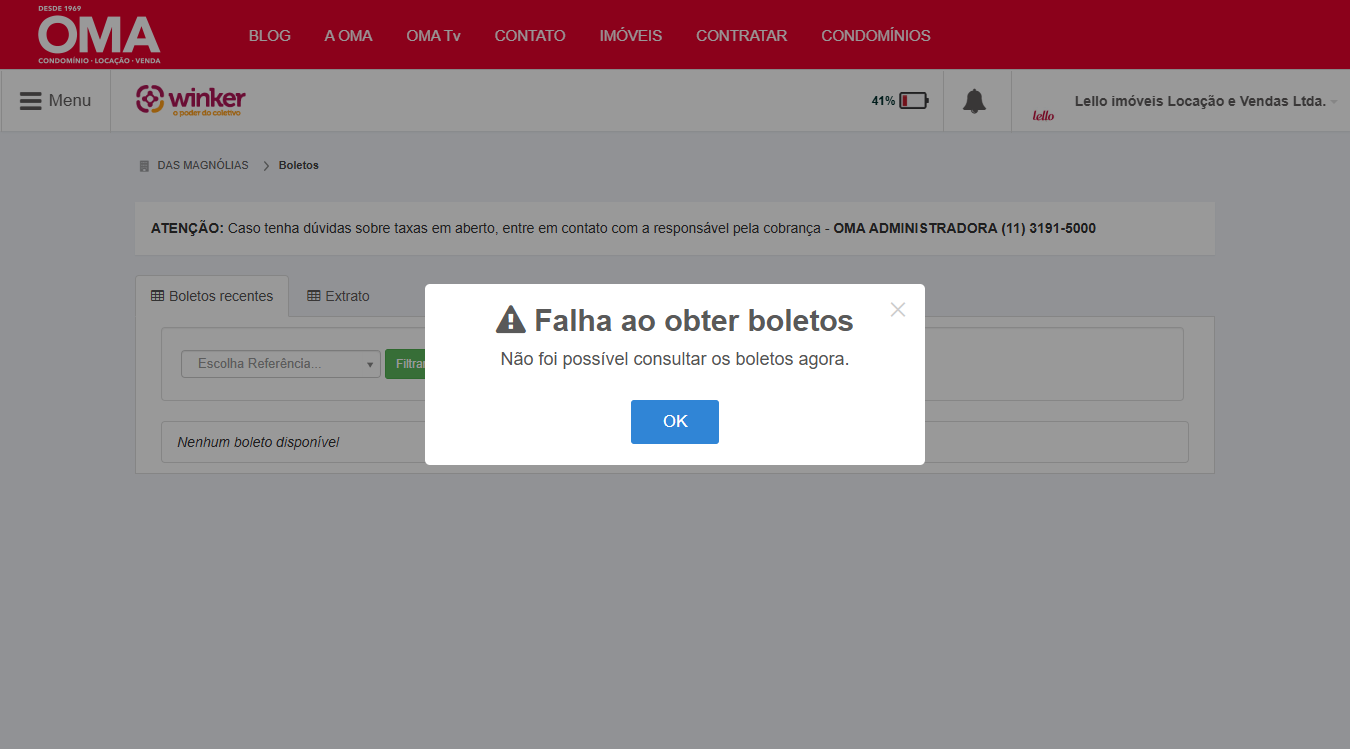 DESDE 1969
OMA
CONDOMÍNIO · LOCAÇÃO · VENDA
BLOG A OMA OMA Tv CONTATO IMÓVEIS CONTRATAR CONDOMÍNIOS
Menu
winker
o poder do coletivo
41%
lello
Lello imóveis Locação e Vendas Ltda.
DAS MAGNÓLIAS Boletos
ATENÇÃO: Caso tenha dúvidas sobre taxas em aberto, entre em contato com a responsável pela cobrança - OMA ADMINISTRADORA (11) 3191-5000
Boletos recentes Extrato
Escolha Referência... Filtrar
Nenhum boleto disponível
Falha ao obter boletos
Não foi possível consultar os boletos agora.
OK